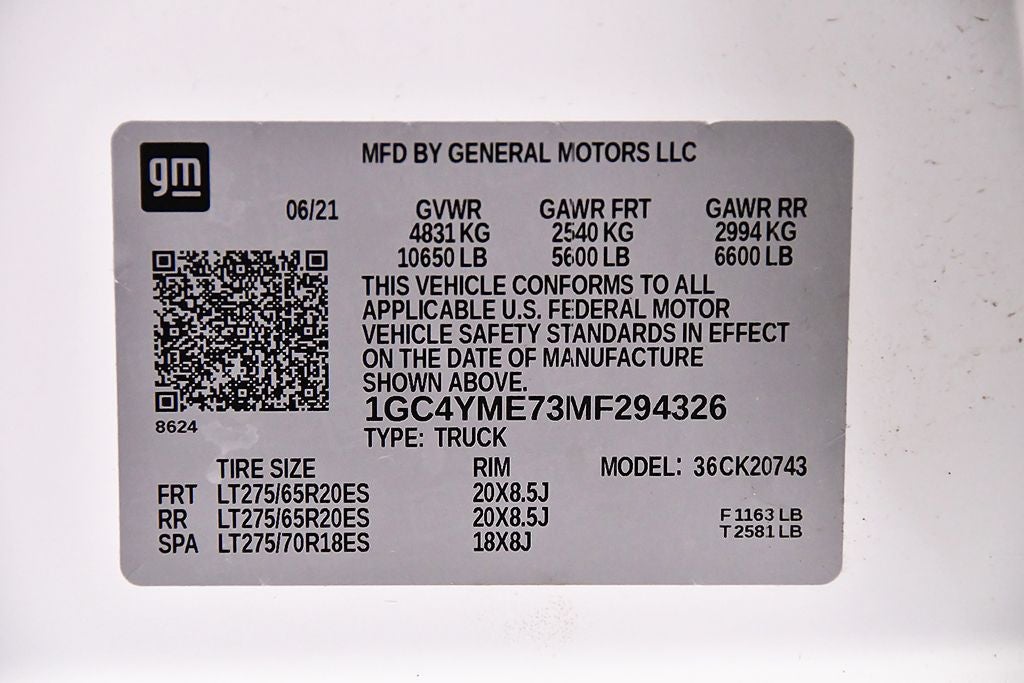 gm
MFD BY GENERAL MOTORS LLC
06/21 GVWR GAWR FRT GAWR RR
4831 KG 2540 KG 2994 KG
10650 LB 5600 LB 6600 LB
THIS VEHICLE CONFORMS TO ALL
APPLICABLE U.S. FEDERAL MOTOR
VEHICLE SAFETY STANDARDS IN EFFECT
ON THE DATE OF MANUFACTURE
SHOWN ABOVE.
1GC4YME73MF294326
8624
TYPE: TRUCK
TIRE SIZE RIM MODEL: 36CK20743
FRT LT275/65R20ES 20X8.5J
RR LT275/65R20ES 20X8.5J F 1163 LB
T 2581 LB
SPA LT275/70R18ES 18X8J